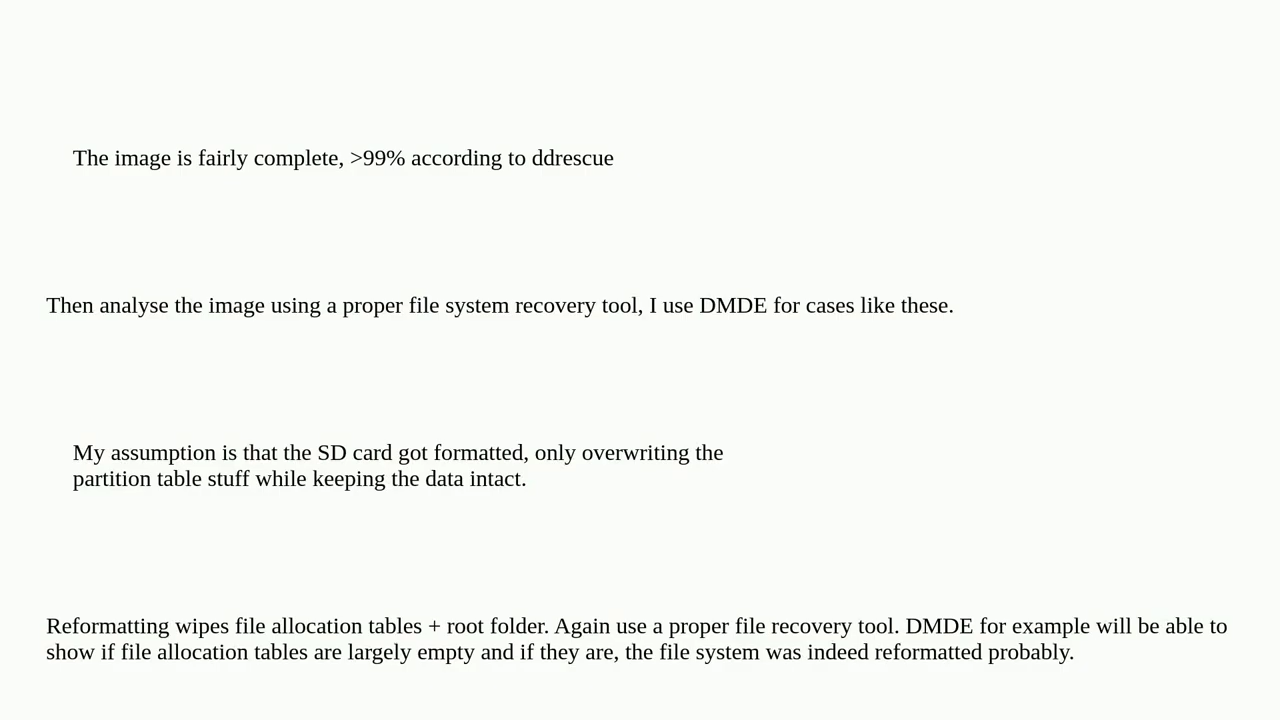 The image is fairly complete, >99% according to ddrescue
Then analyse the image using a proper file system recovery tool, I use DMDE for cases like these.
My assumption is that the SD card got formatted, only overwriting the
partition table stuff while keeping the data intact.
Reformatting wipes file allocation tables + root folder. Again use a proper file recovery tool. DMDE for example will be able to
show if file allocation tables are largely empty and if they are, the file system was indeed reformatted probably.